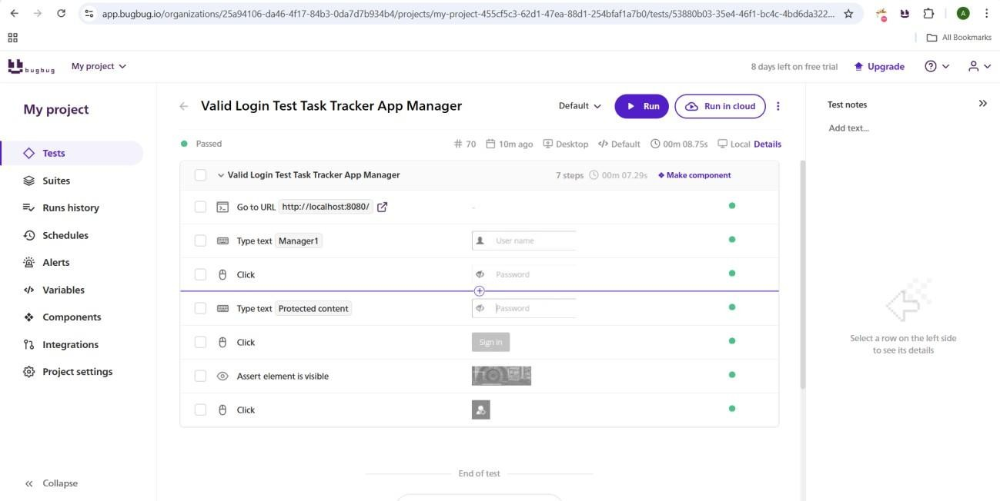 app.bugbug.io/organizations/25a94106-da46-4f17-84b3-0da7d7b934b4/projects/my-project-455cf5c3-62d1-47ea-88d1-254bfaf1a7b0/tests/53880b03-35e4-46f1-bc4c-4bd6da322...
A
All Bookmarks
bugbug
My project
8 days left on free trial
Upgrade
My project
Tests
Suites
Runs history
Schedules
Alerts
Variables
Components
Integrations
Project settings
Collapse
Valid Login Test Task Tracker App Manager
Default
Run
Run in cloud
Passed
# 70
10m ago
Desktop
Default
00m 08.75s
Local
Details
Valid Login Test Task Tracker App Manager
7 steps
00m 07.29s
Make component
Go to URL http://localhost:8080/
-
Type text Manager1
User name
Click
Password
Type text Protected content
Password
Click
Sign in
Assert element is visible
Click
End of test
Test notes
Add text...
Select a row on the left side
to see its details